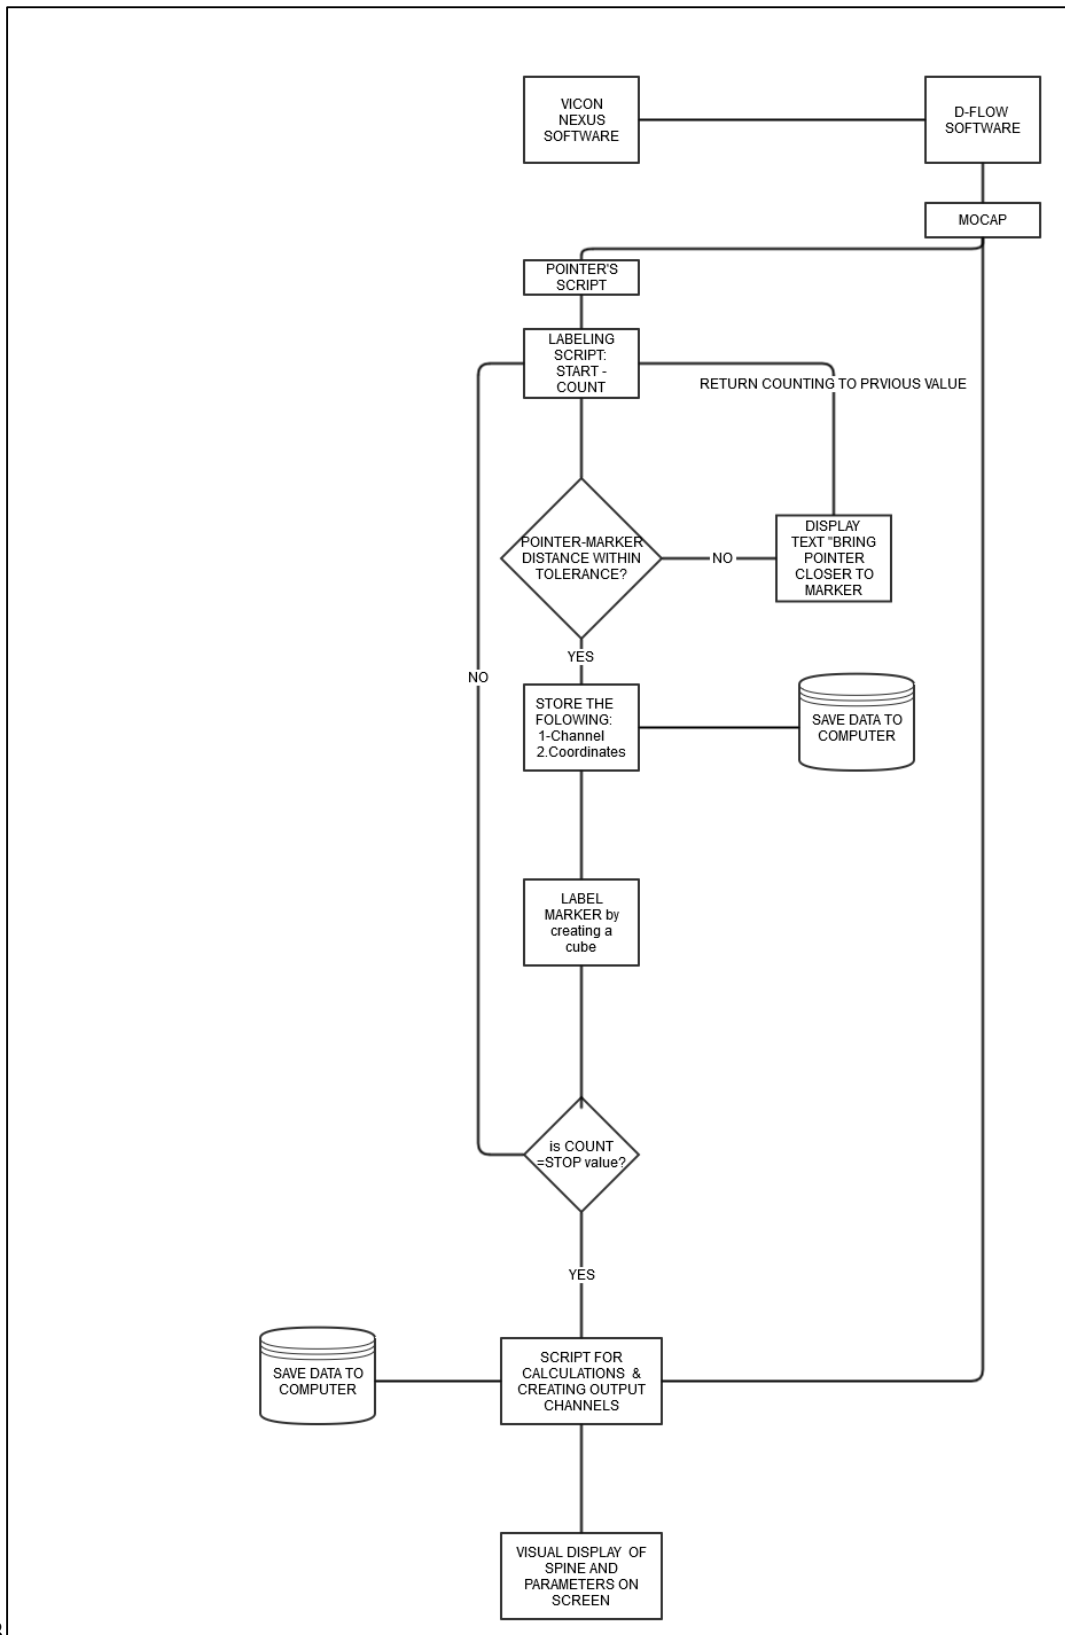 VICON
NEXUS
SOFTWARE
D-FLOW
SOFTWARE
MOCAP
POINTER'S
SCRIPT
LABELING
SCRIPT:
START -
COUNT
RETURN COUNTING TO PRVIOUS VALUE
POINTER-MARKER
DISTANCE WITHIN
TOLERANCE?
NO
DISPLAY
TEXT "BRING
POINTER
CLOSER TO
MARKER
YES
NO
STORE THE
FOLOWING:
1-Channel
2.Coordinates
SAVE DATA TO
COMPUTER
LABEL
MARKER by
creating a
cube
is COUNT
=STOP value?
YES
SAVE DATA TO
COMPUTER
SCRIPT FOR
CALCULATIONS &
CREATING OUTPUT
CHANNELS
VISUAL DISPLAY OF
SPINE AND
PARAMETERS ON
SCREEN